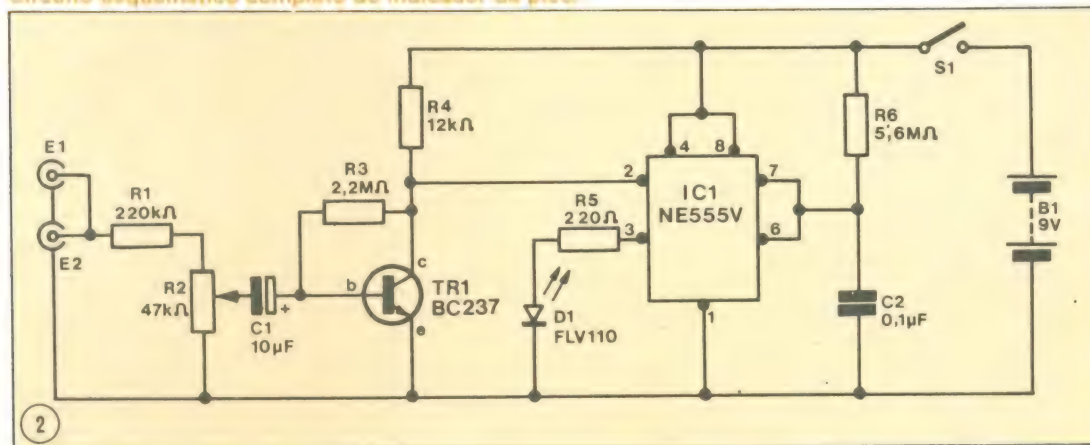 Circuito esquemático completo do indicador de pico.
E1
E2
R1
220kΩ
R2
47kΩ
C1
10µF
+
R3
2,2MΩ
R4
12kΩ
b
c
e
TR1
BC237
R5
220Ω
D1
FLV110
2
3
4
8
7
6
1
IC1
NE555V
R6
5,6MΩ
C2
0,1µF
S1
B1
9V
2